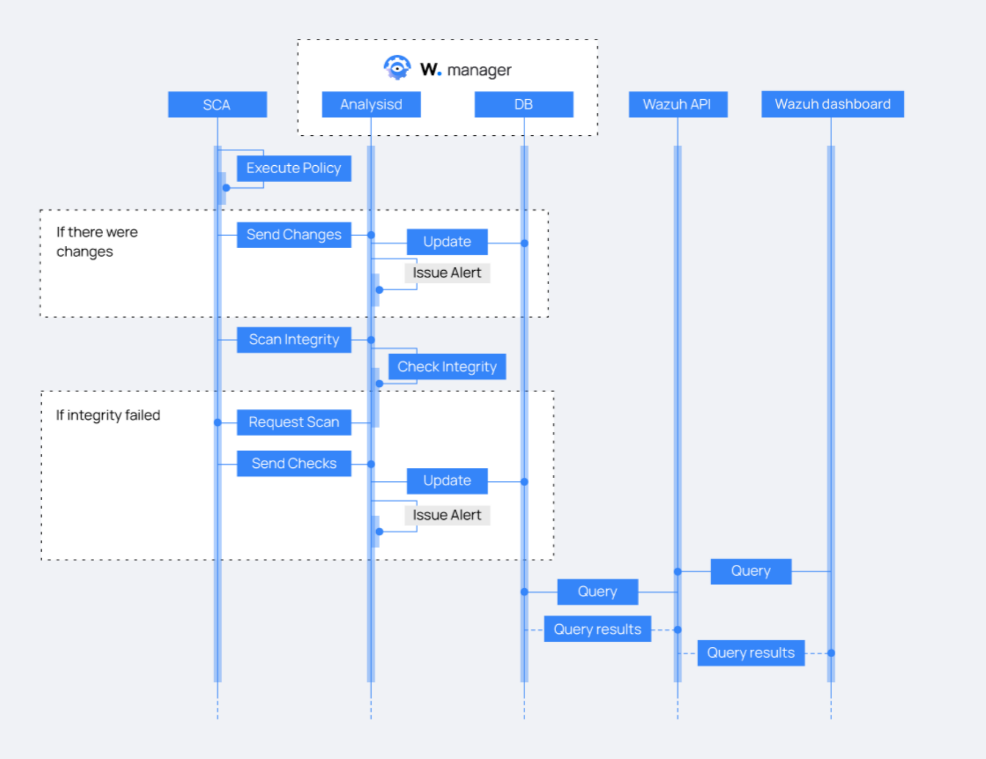 W. manager
SCA
Analysisd
DB
Wazuh API
Wazuh dashboard
Execute Policy
If there were
changes
Send Changes
Update
Issue Alert
Scan Integrity
Check Integrity
If integrity failed
Request Scan
Send Checks
Update
Issue Alert
Query
Query
Query results
Query results